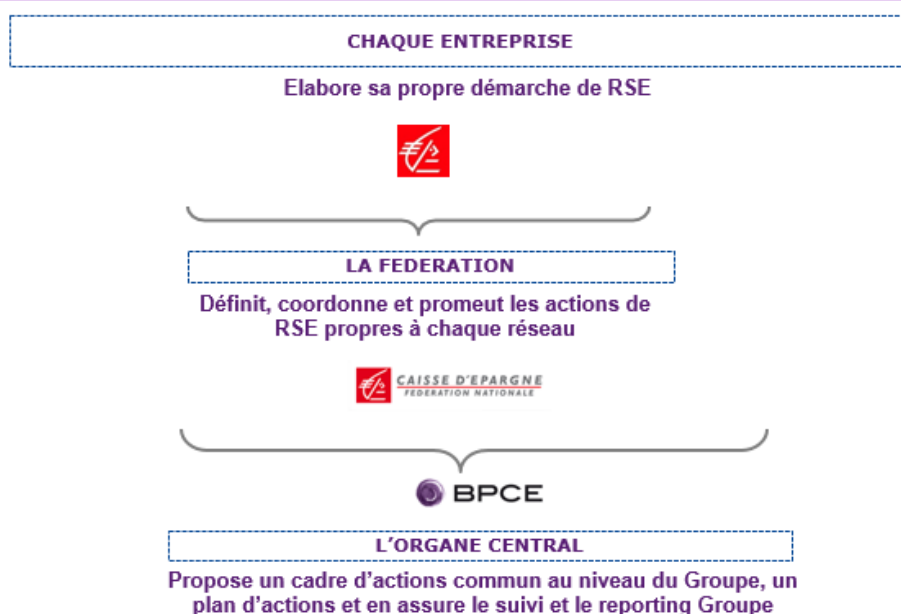 CHAQUE ENTREPRISE
Elabore sa propre démarche de RSE
LA FEDERATION
Définit, coordonne et promeut les actions de
RSE propres à chaque réseau
CAISSE D'EPARGNE
FEDERATION NATIONALE
BPCE
L'ORGANE CENTRAL
Propose un cadre d'actions commun au niveau du Groupe, un
plan d'actions et en assure le suivi et le reporting Groupe